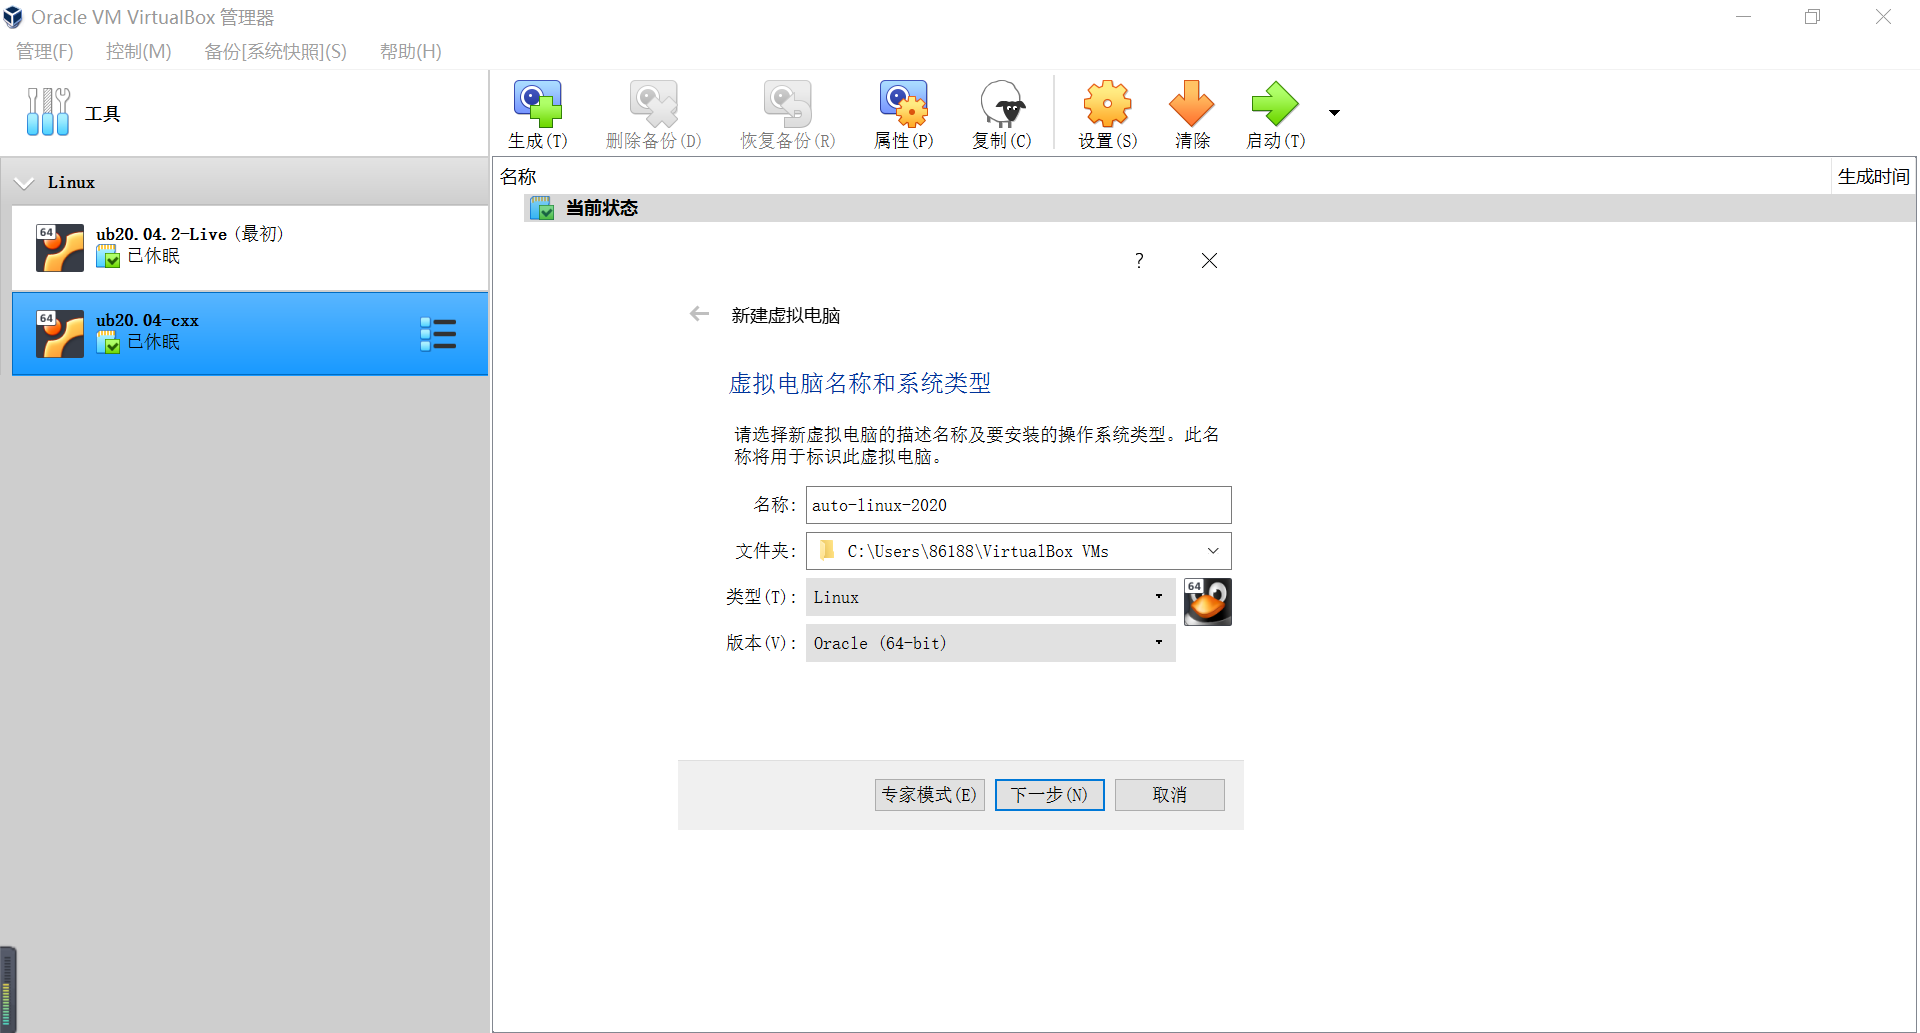 Oracle VM VirtualBox 管理器
管理(F) 控制(M) 备份[系统快照](S) 帮助(H)
工具
生成(T) 删除备份(D) 恢复备份(R) 属性(P) 复制(C) 设置(S) 清除 启动(T)
名称 生成时间
Linux
当前状态
64
ub20.04.2-Live (最初)
已休眠
64
ub20.04-cxx
已休眠
?
新建虚拟电脑
虚拟电脑名称和系统类型
请选择新虚拟电脑的描述名称及要安装的操作系统类型。此名
称将用于标识此虚拟电脑。
名称: auto-linux-2020
文件夹: C:\Users\86188\VirtualBox VMs
类型(T): Linux
64
版本(V): Oracle (64-bit)
专家模式(E) 下一步(N) 取消